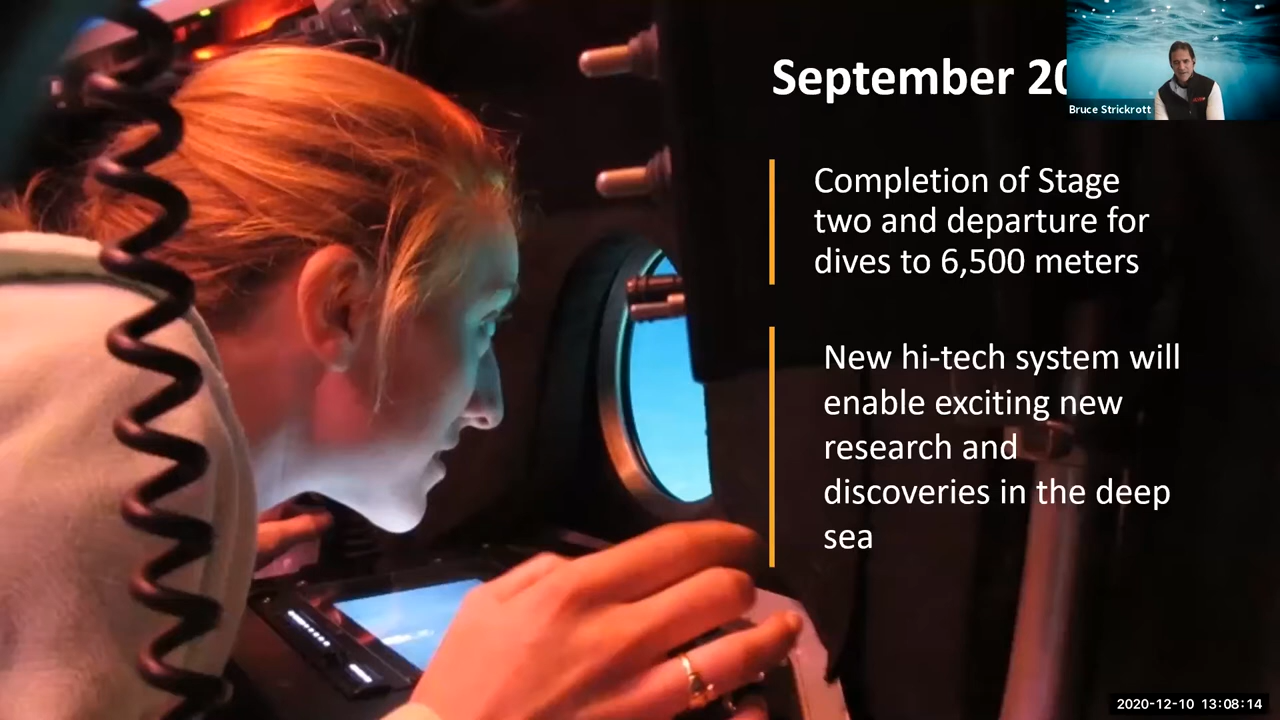 September 20
Bruce Strickrott
Completion of Stage
two and departure for
dives to 6,500 meters
New hi-tech system will
enable exciting new
research and
discoveries in the deep
sea
2020-12-10 13:08:14